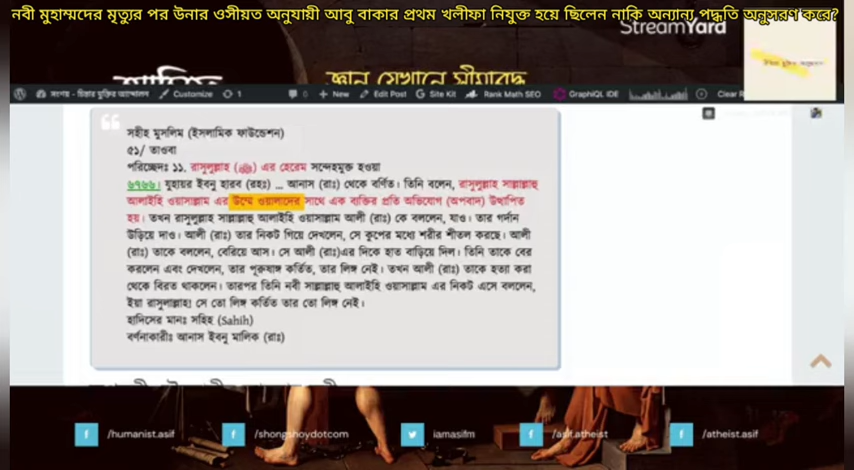 নবী মুহাম্মদের মৃত্যুর পর উনার ওসীয়ত অনুযায়ী আবু বাকার প্রথম খলীফা নিযুক্ত হয়ে ছিলেন নাকি অন্যান্য পদ্ধতি অনুসরণ করে?
StreamYard
জ্ঞান যেখানে সীমাবদ্ধ
সংশয় - চিন্তার মুক্তির আন্দোলন Customize 1 0 New Edit Post Site Kit Rank Math SEO GraphiQL IDE Clear
সহীহ মুসলিম (ইসলামিক ফাউন্ডেশন)
৫১/ তাওবা
পরিচ্ছেদঃ ১১. রাসুলুল্লাহ (ﷺ) এর হেরেম সন্দেহমুক্ত হওয়া
৬৭৬৬। যুহায়র ইবনু হারব (রহঃ) ... আনাস (রাঃ) থেকে বর্ণিত। তিনি বলেন, রাসুলুল্লাহ সাল্লাল্লাহু
আলাইহি ওয়াসাল্লাম এর উম্মে ওয়ালাদের সাথে এক ব্যক্তির প্রতি অভিযোগ (অপবাদ) উত্থাপিত
হয়। তখন রাসুলুল্লাহ সাল্লাল্লাহু আলাইহি ওয়াসাল্লাম আলী (রাঃ) কে বললেন, যাও। তার গর্দান
উড়িয়ে দাও। আলী (রাঃ) তার নিকট গিয়ে দেখলেন, সে কুপের মধ্যে শরীর শীতল করছে। আলী
(রাঃ) তাকে বললেন, বেরিয়ে আস। সে আলী (রাঃ)এর দিকে হাত বাড়িয়ে দিল। তিনি তাকে বের
করলেন এবং দেখলেন, তার পূরুষাঙ্গ কর্তিত, তার লিঙ্গ নেই। তখন আলী (রাঃ) তাকে হত্যা করা
থেকে বিরত থাকলেন। তারপর তিনি নবী সাল্লাল্লাহু আলাইহি ওয়াসাল্লাম এর নিকট এসে বললেন,
ইয়া রাসুলাল্লাহ! সে তো লিঙ্গ কর্তিত তার তো লিঙ্গ নেই।
হাদিসের মানঃ সহিহ (Sahih)
বর্ণনাকারীঃ আনাস ইবনু মালিক (রাঃ)
/humanist.asif /shongshoydotcom iamasifm /asif.atheist /atheist.asif